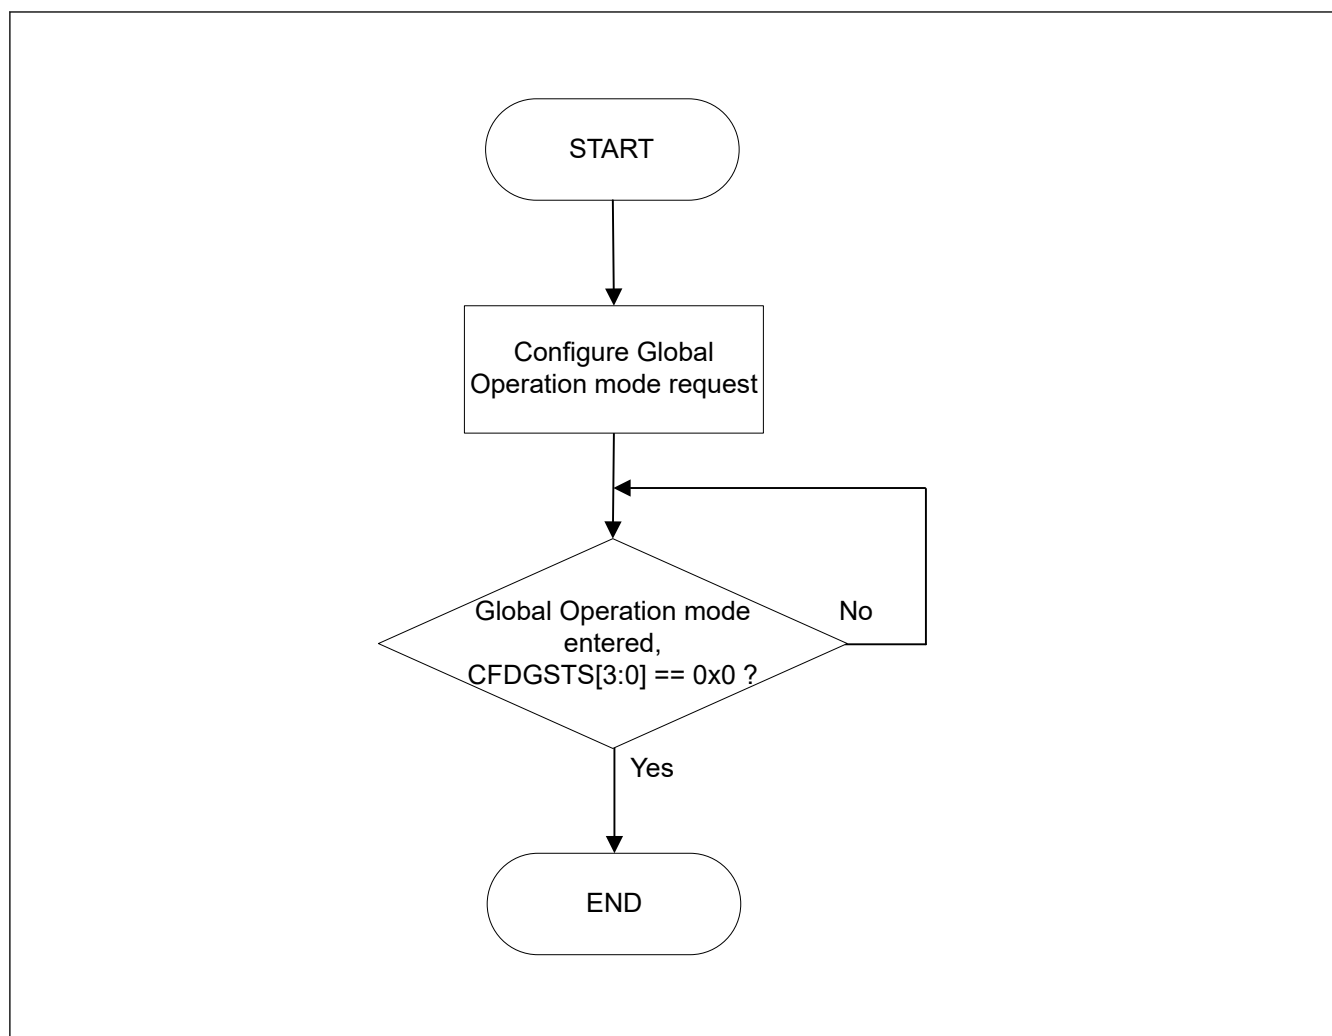 START
Configure Global
Operation mode request
Global Operation mode
entered,
CFDGSTS[3:0] == 0x0 ?
No
Yes
END